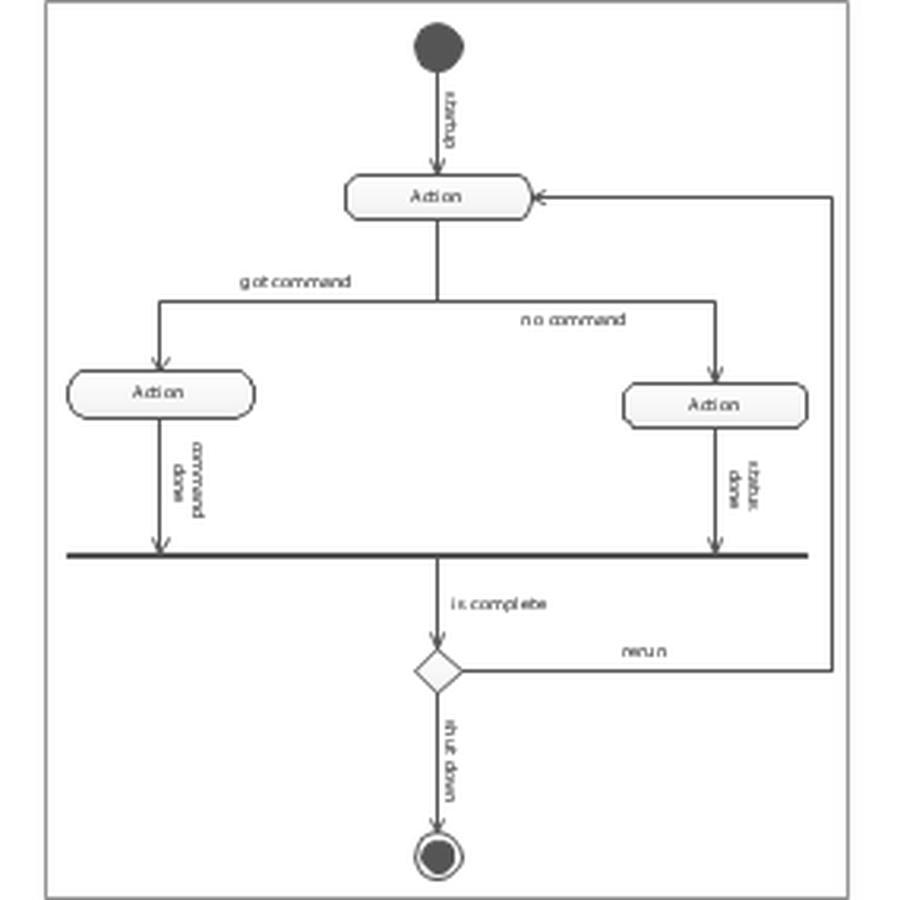 startup
Action
got command
no command
Action
Action
command
done
status
done
is complete
rerun
shut down